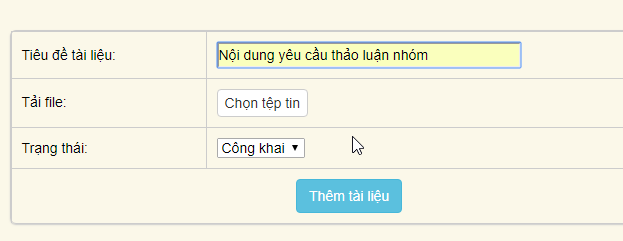 Tiêu đề tài liệu:
Nội dung yêu cầu thảo luận nhóm
Tải file:
Chọn tệp tin
Trạng thái:
Công khai
Thêm tài liệu